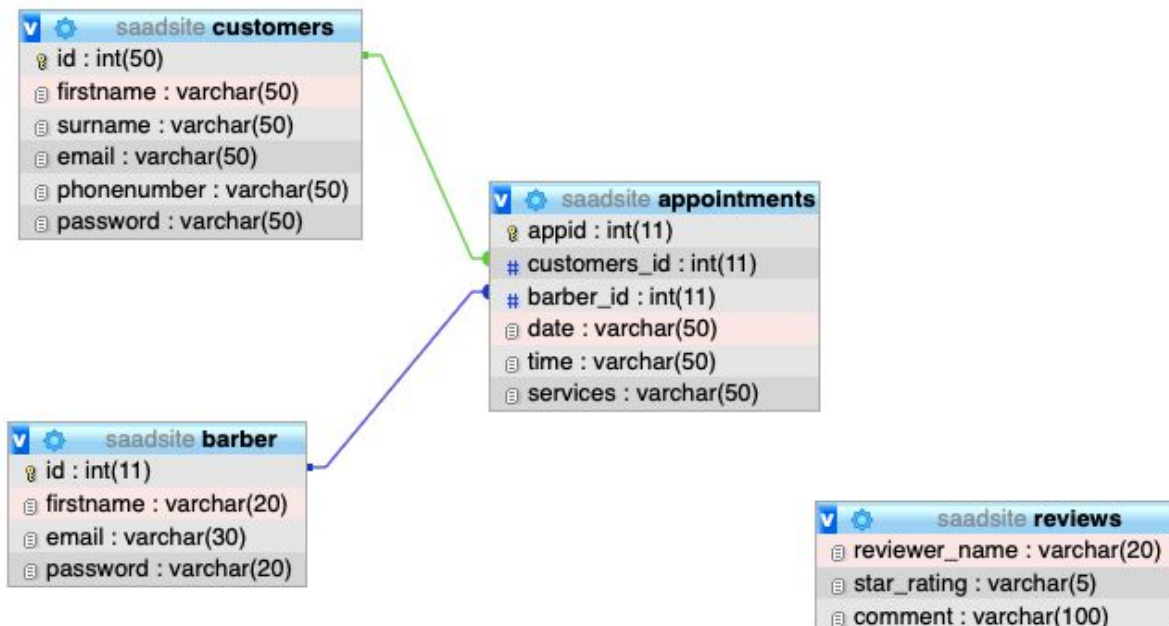 saadsite customers
id : int(50)
firstname : varchar(50)
surname : varchar(50)
email : varchar(50)
phonenumber : varchar(50)
password : varchar(50)
saadsite appointments
appid : int(11)
# customers_id : int(11)
# barber_id : int(11)
date : varchar(50)
time : varchar(50)
services : varchar(50)
saadsite barber
id : int(11)
firstname : varchar(20)
email : varchar(30)
password : varchar(20)
saadsite reviews
reviewer_name : varchar(20)
star_rating : varchar(5)
comment : varchar(100)